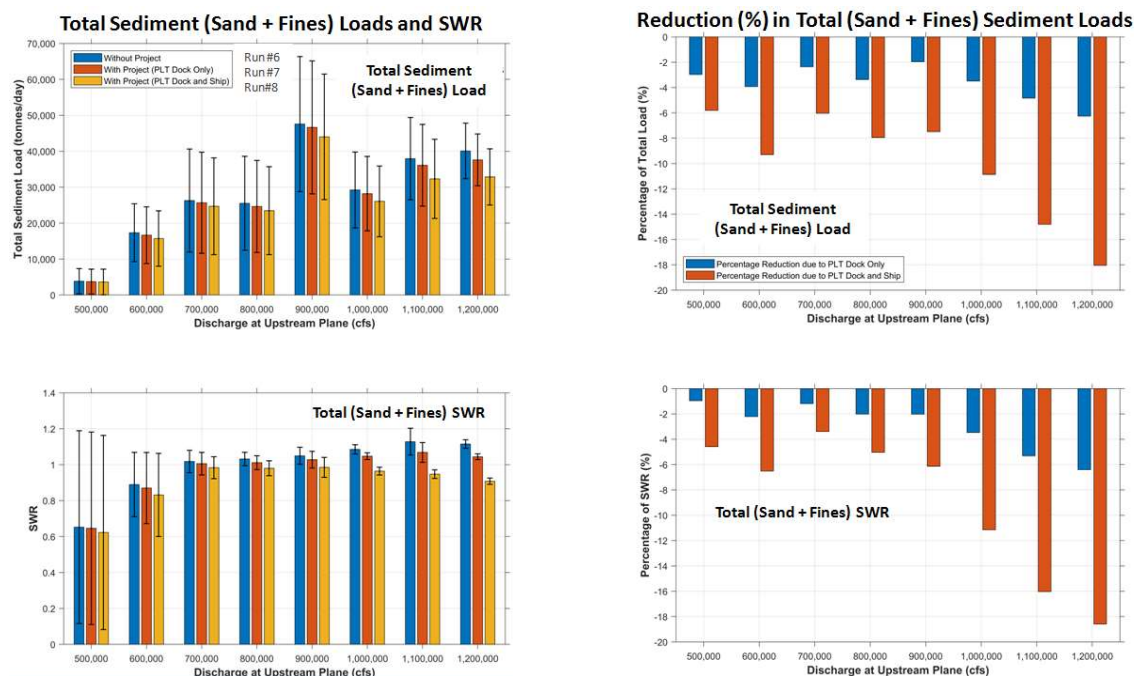 Total Sediment (Sand + Fines) Loads and SWR
70,000
60,000
50,000
40,000
30,000
20,000
10,000
0
Total Sediment Load (tonnes/day)
Without Project
With Project (PLT Dock Only)
With Project (PLT Dock and Ship)
Run #6
Run #7
Run#8
Total Sediment
(Sand + Fines) Load
500,000 600,000 700,000 800,000 900,000 1,000,000 1,100,000 1,200,000
Discharge at Upstream Plane (cfs)
Reduction (%) in Total (Sand + Fines) Sediment Loads
0
-2
-4
-6
-8
-10
-12
-14
-16
-18
-20
Percentage of Total Load (%)
Total Sediment
(Sand + Fines) Load
Percentage Reduction due to PLT Dock Only
Percentage Reduction due to PLT Dock and Ship
500,000 600,000 700,000 800,000 900,000 1,000,000 1,100,000 1,200,000
Discharge at Upstream Plane (cfs)
1.4
1.2
1
0.8
0.6
0.4
0.2
0
SWR
Total (Sand + Fines) SWR
500,000 600,000 700,000 800,000 900,000 1,000,000 1,100,000 1,200,000
Discharge at Upstream Plane (cfs)
0
-2
-4
-6
-8
-10
-12
-14
-16
-18
-20
Percentage of SWR (%)
Total (Sand + Fines) SWR
500,000 600,000 700,000 800,000 900,000 1,000,000 1,100,000 1,200,000
Discharge at Upstream Plane (cfs)